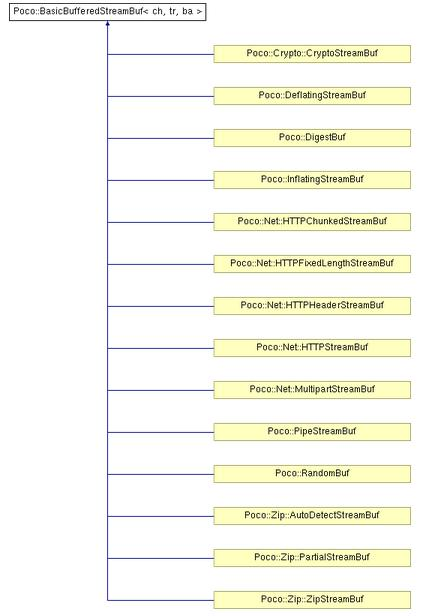 Poco::BasicBufferedStreamBuf< ch, tr, ba >
Poco::Crypto::CryptoStreamBuf
Poco::DeflatingStreamBuf
Poco::DigestBuf
Poco::InflatingStreamBuf
Poco::Net::HTTPChunkedStreamBuf
Poco::Net::HTTPFixedLengthStreamBuf
Poco::Net::HTTPHeaderStreamBuf
Poco::Net::HTTPStreamBuf
Poco::Net::MultipartStreamBuf
Poco::PipeStreamBuf
Poco::RandomBuf
Poco::Zip::AutoDetectStreamBuf
Poco::Zip::PartialStreamBuf
Poco::Zip::ZipStreamBuf